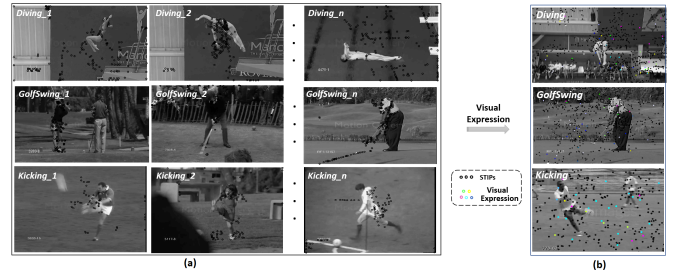 Diving_1
Diving_2
Diving_n
Diving
GolfSwing_1
GolfSwing_2
GolfSwing_n
GolfSwing
Visual
Expression
Kicking_1
Kicking_2
Kicking_n
Kicking
STIPs
Visual
Expression
(a)
(b)